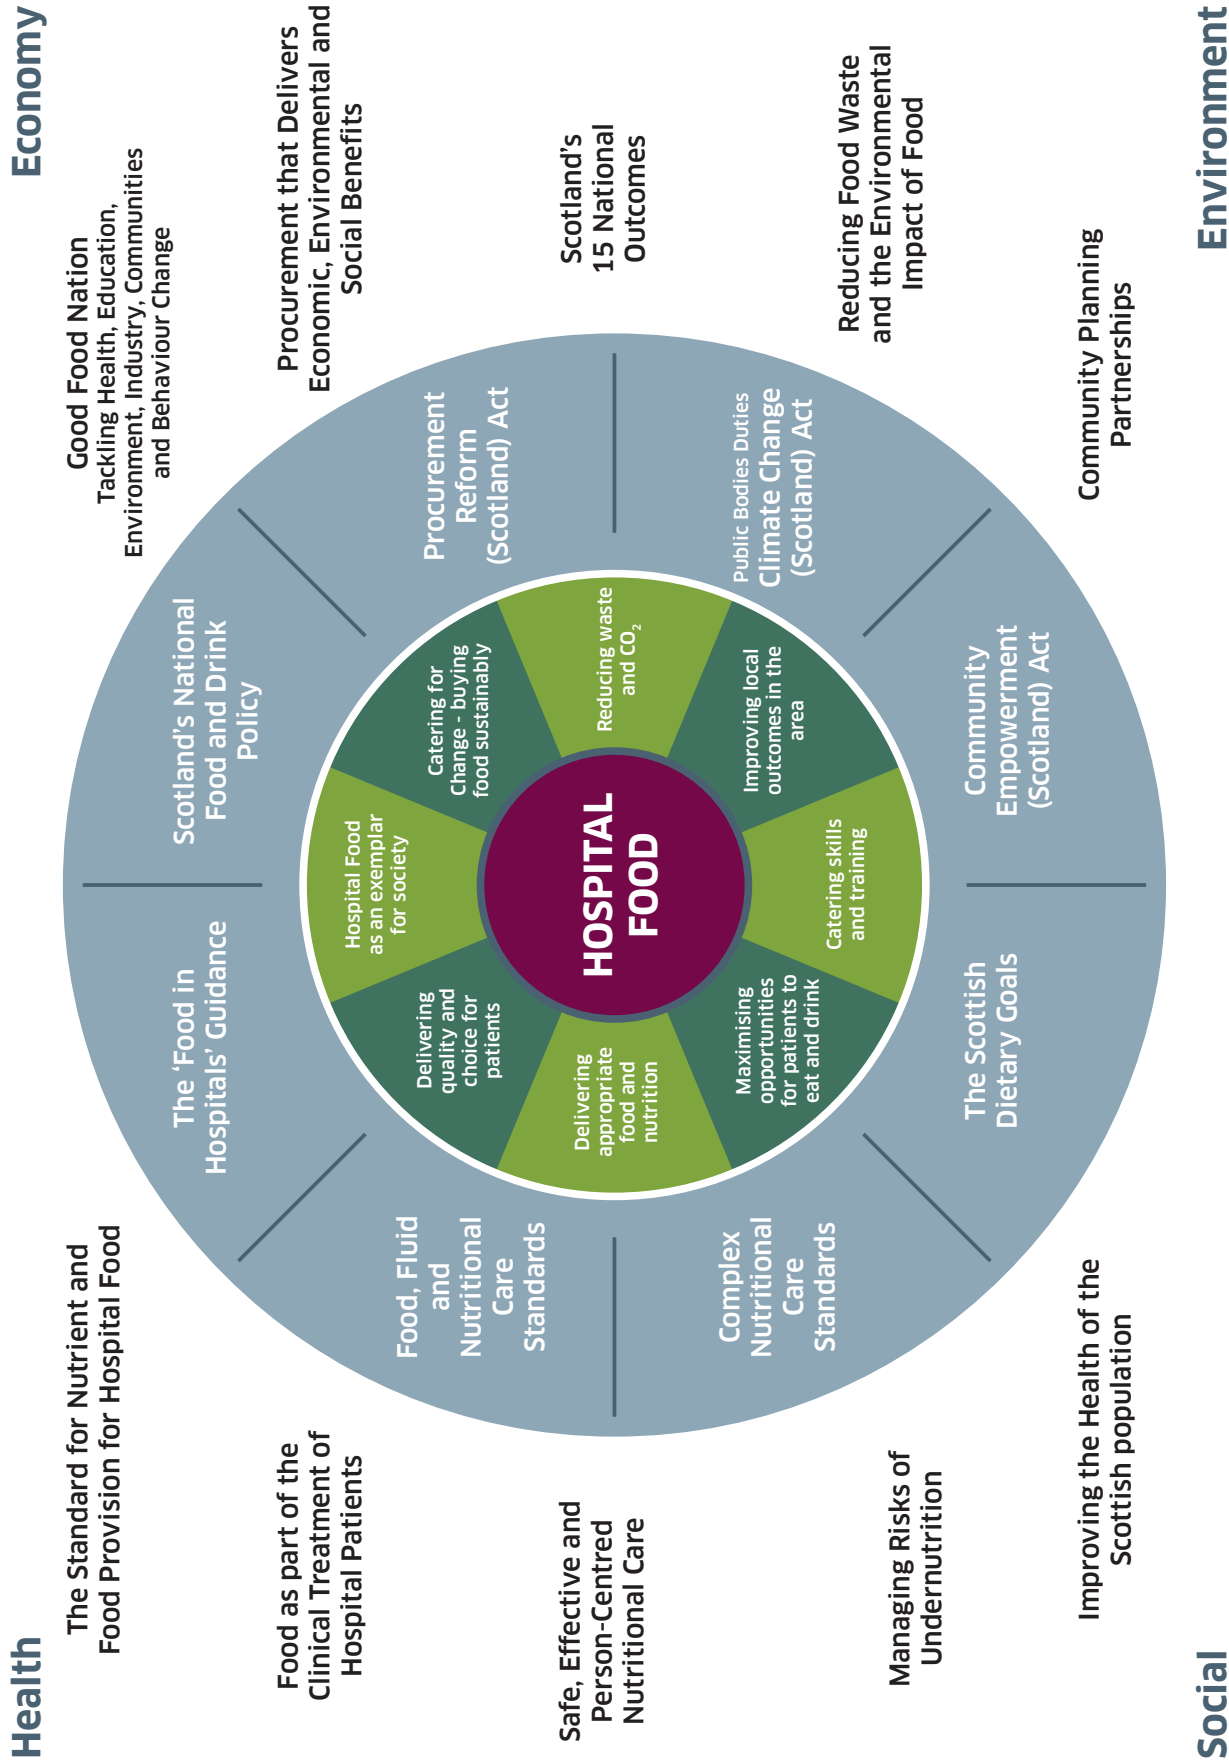 Health
Economy
The Standard for Nutrient and
Food Provision for Hospital Food
Good Food Nation
Tackling Health, Education,
Environment, Industry, Communities
and Behaviour Change
Food as part of the
Clinical Treatment of
Hospital Patients
Procurement that Delivers
Economic, Environmental and
Social Benefits
Safe, Effective and
Person-Centred
Nutritional Care
Scotland's
15 National
Outcomes
Managing Risks of
Undernutrition
Reducing Food Waste
and the Environmental
Impact of Food
Improving the Health of the
Scottish population
Community Planning
Partnerships
Social
Environment
The ‘Food in
Hospitals’ Guidance
Scotland’s National
Food and Drink
Policy
Food, Fluid
and
Nutritional
Care
Standards
Procurement
Reform
(Scotland) Act
Complex
Nutritional
Care
Standards
Public Bodies Duties
Climate Change
(Scotland) Act
The Scottish
Dietary Goals
Community
Empowerment
(Scotland) Act
Hospital Food
as an exemplar
for society
Delivering
quality and
choice for
patients
Catering for
Change - buying
food sustainably
Delivering
appropriate
food and
nutrition
HOSPITAL
FOOD
Reducing waste
and CO₂
Maximising
opportunities
for patients to
eat and drink
Improving local
outcomes in the
area
Catering skills
and training